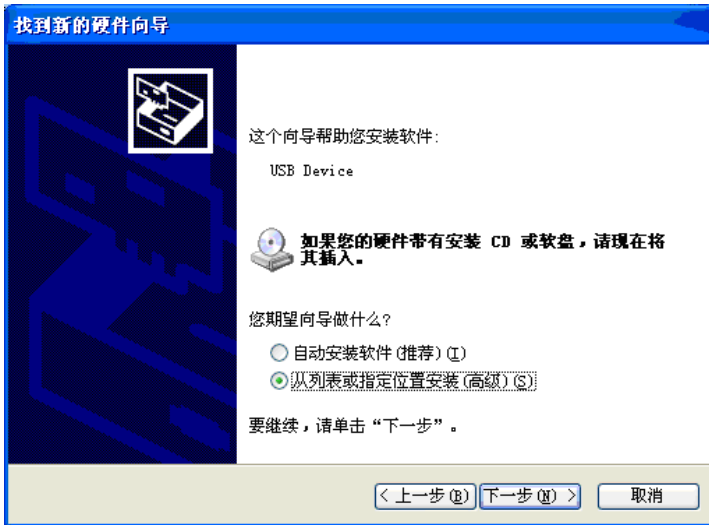 找到新的硬件向导
这个向导帮助您安装软件:
USB Device
如果您的硬件带有安装 CD 或软盘，请现在将
其插入。
您期望向导做什么?
自动安装软件(推荐)(I)
从列表或指定位置安装(高级)(S)
要继续，请单击“下一步”。
< 上一步(B) 下一步(N) > 取消